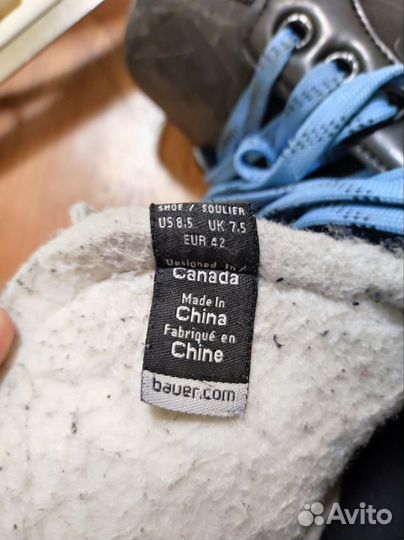 SHOE / SOULIER
US 8.5 UK 7.5
EUR 42
Designed In /
Canada
Made In
China
Fabriqué en
Chine
bauer.com
Avito